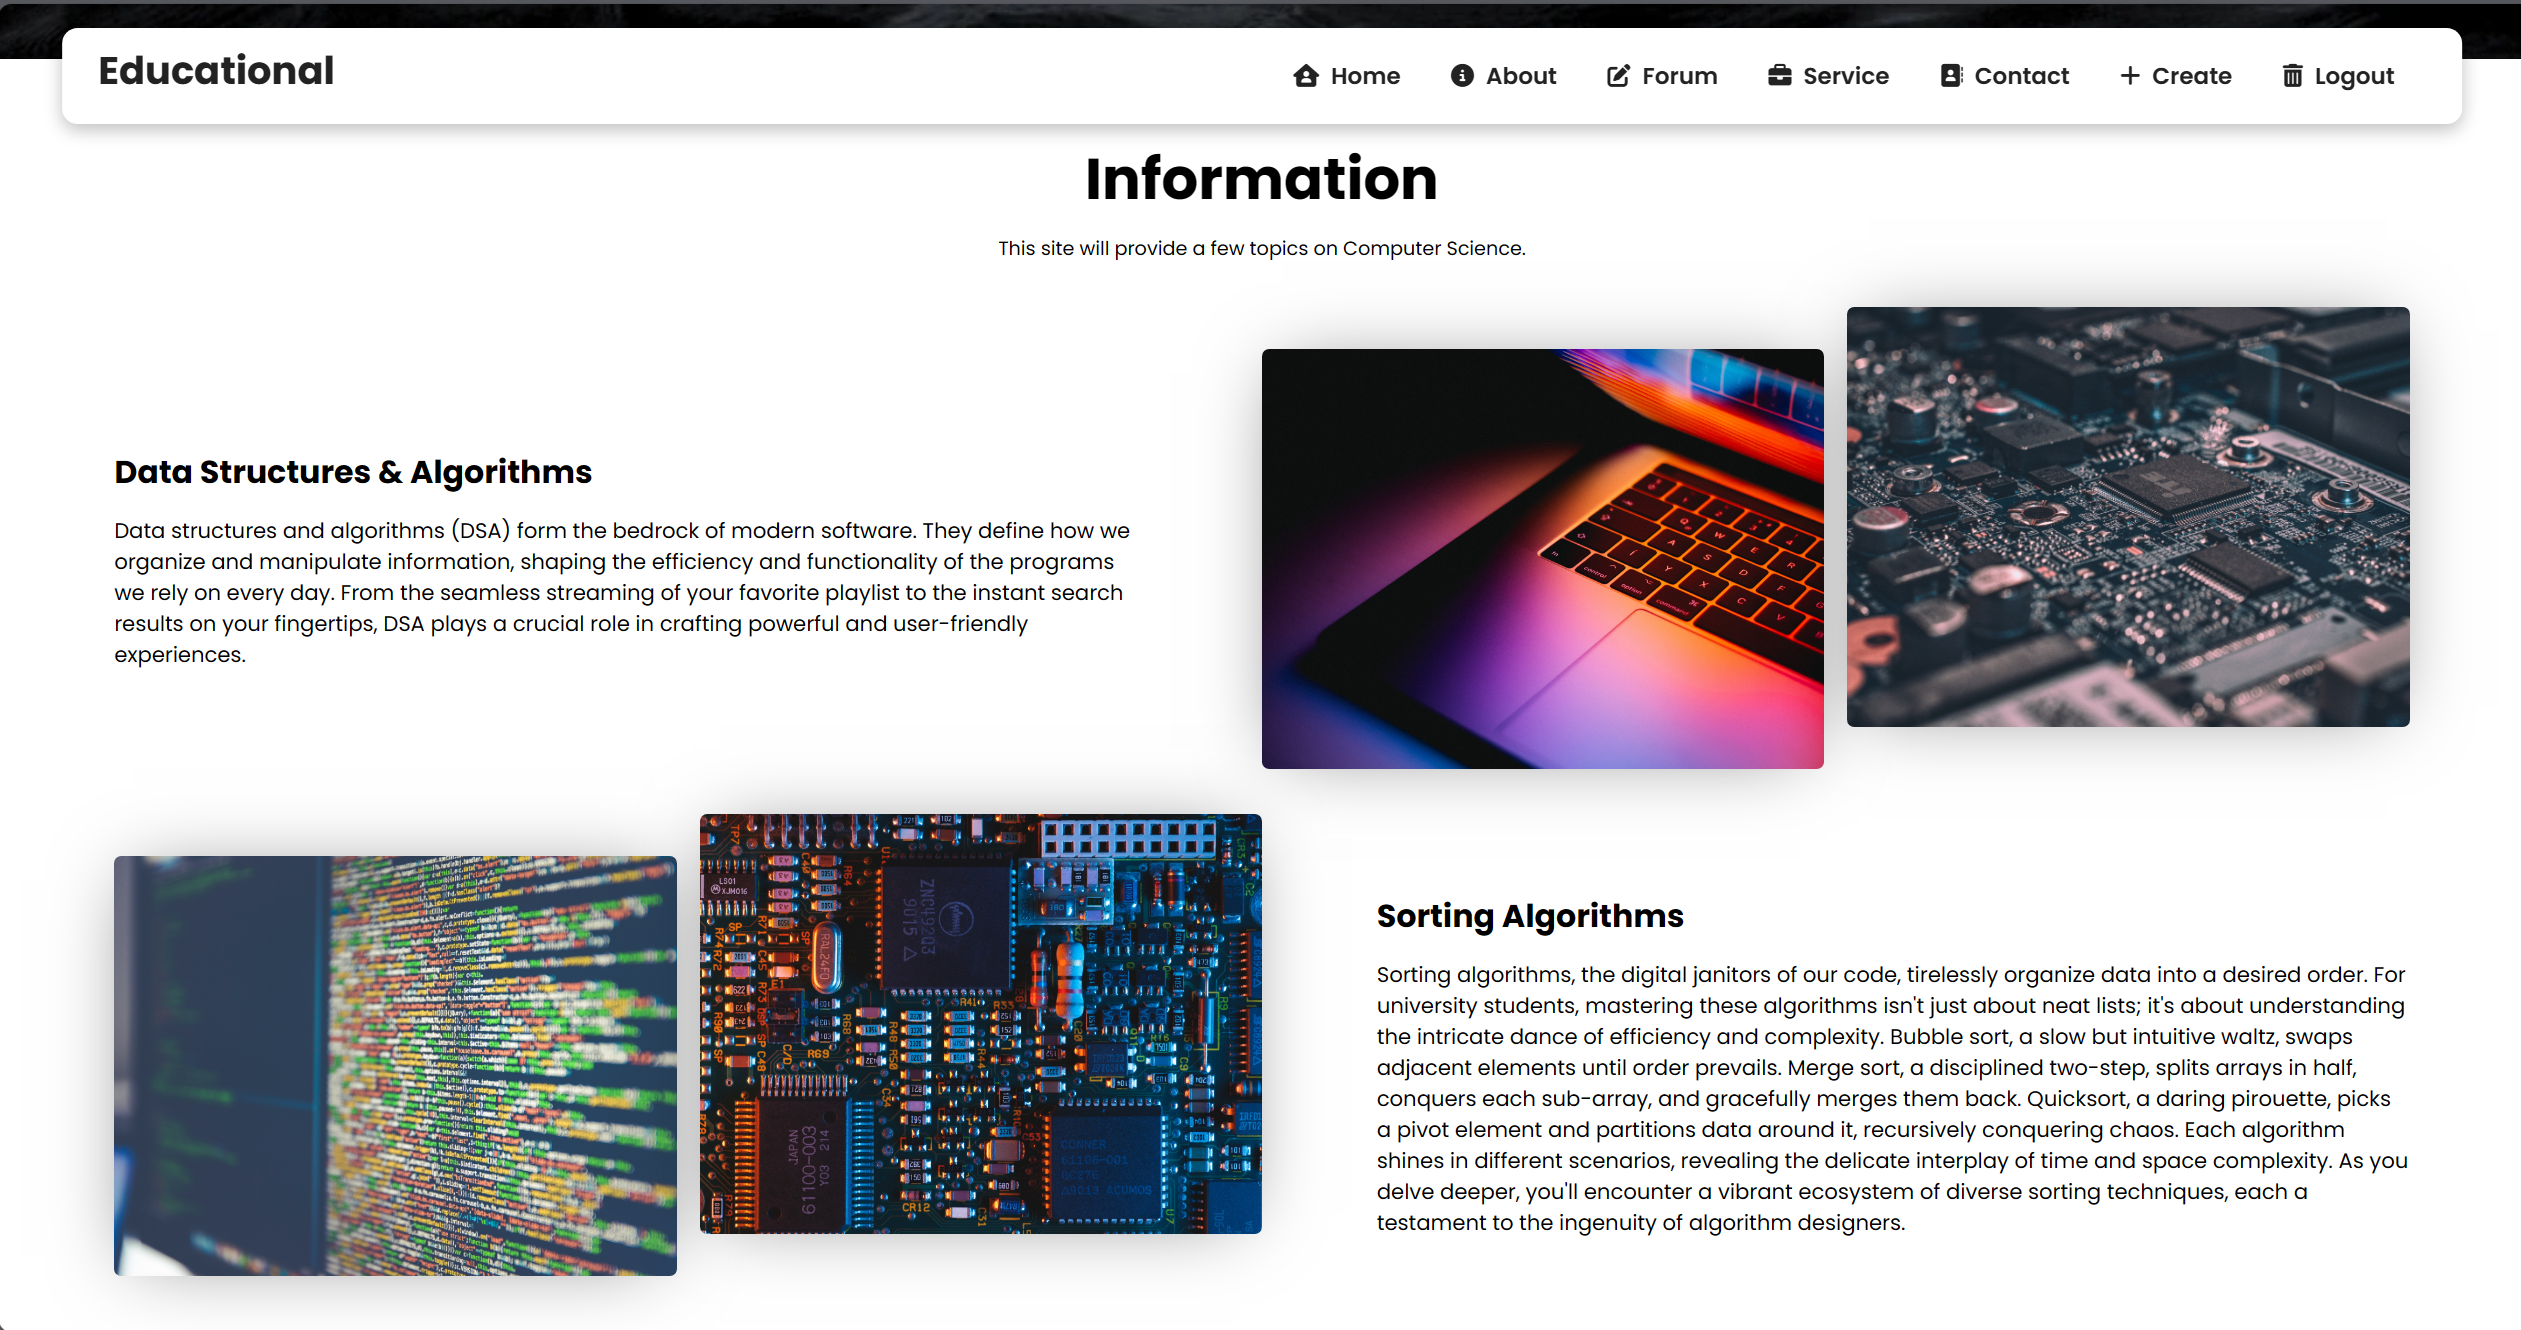 Educational
Home About Forum Service Contact Create Logout
Information
This site will provide a few topics on Computer Science.
Data Structures & Algorithms
Data structures and algorithms (DSA) form the bedrock of modern software. They define how we
organize and manipulate information, shaping the efficiency and functionality of the programs
we rely on every day. From the seamless streaming of your favorite playlist to the instant search
results on your fingertips, DSA plays a crucial role in crafting powerful and user-friendly
experiences.
Sorting Algorithms
Sorting algorithms, the digital janitors of our code, tirelessly organize data into a desired order. For
university students, mastering these algorithms isn't just about neat lists; it's about understanding
the intricate dance of efficiency and complexity. Bubble sort, a slow but intuitive waltz, swaps
adjacent elements until order prevails. Merge sort, a disciplined two-step, splits arrays in half,
conquers each sub-array, and gracefully merges them back. Quicksort, a daring pirouette, picks
a pivot element and partitions data around it, recursively conquering chaos. Each algorithm
shines in different scenarios, revealing the delicate interplay of time and space complexity. As you
delve deeper, you'll encounter a vibrant ecosystem of diverse sorting techniques, each a
testament to the ingenuity of algorithm designers.
JAPAN
61100-003
Y03 214
CONNER
61106-001